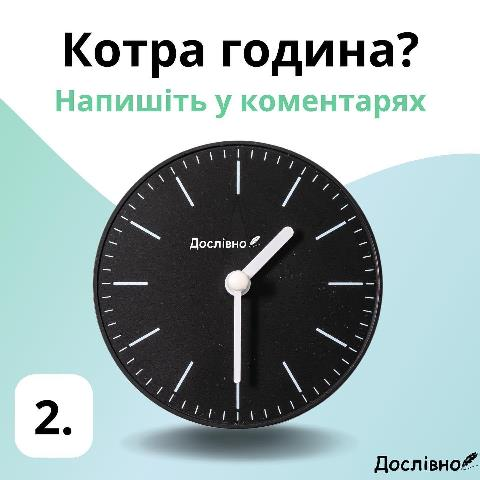 Котра година?
Напишіть у коментарях
Дослівно
2.
Дослівно